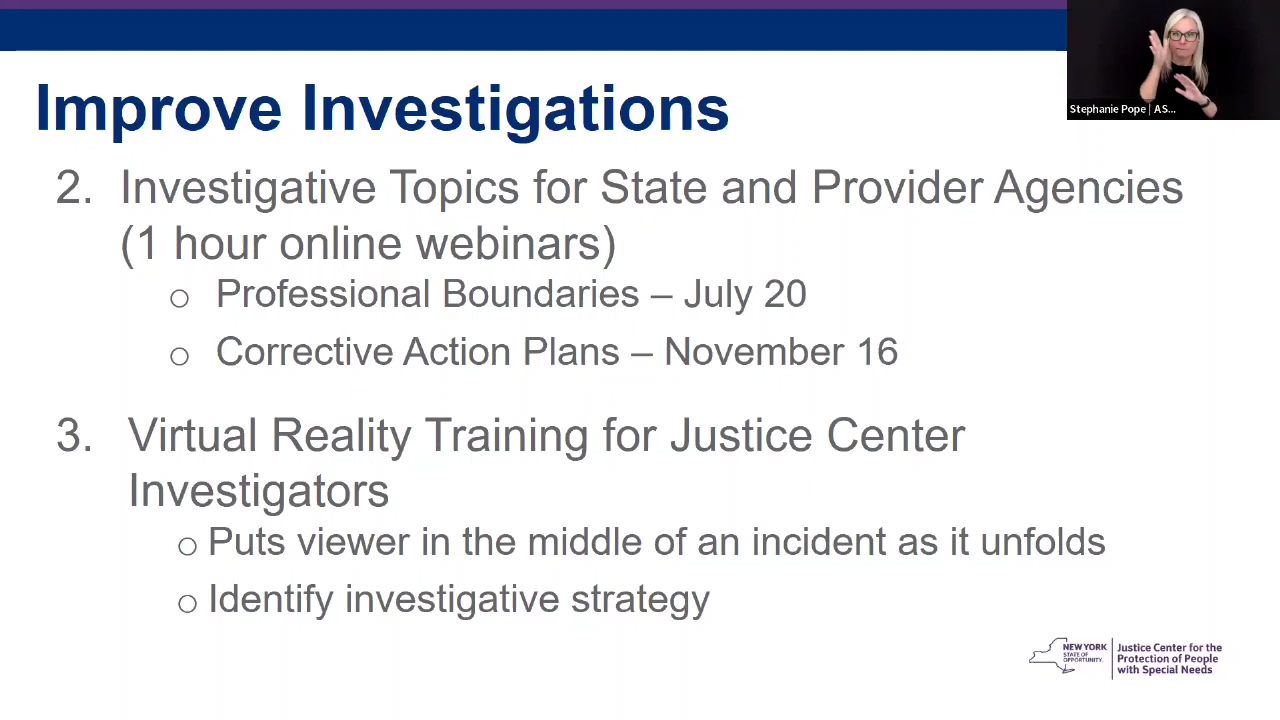 Stephanie Pope | AS...
Improve Investigations
2. Investigative Topics for State and Provider Agencies
(1 hour online webinars)
o Professional Boundaries – July 20
o Corrective Action Plans – November 16
3. Virtual Reality Training for Justice Center
Investigators
o Puts viewer in the middle of an incident as it unfolds
o Identify investigative strategy
NEW YORK
STATE OF
OPPORTUNITY.
Justice Center for the
Protection of People
with Special Needs